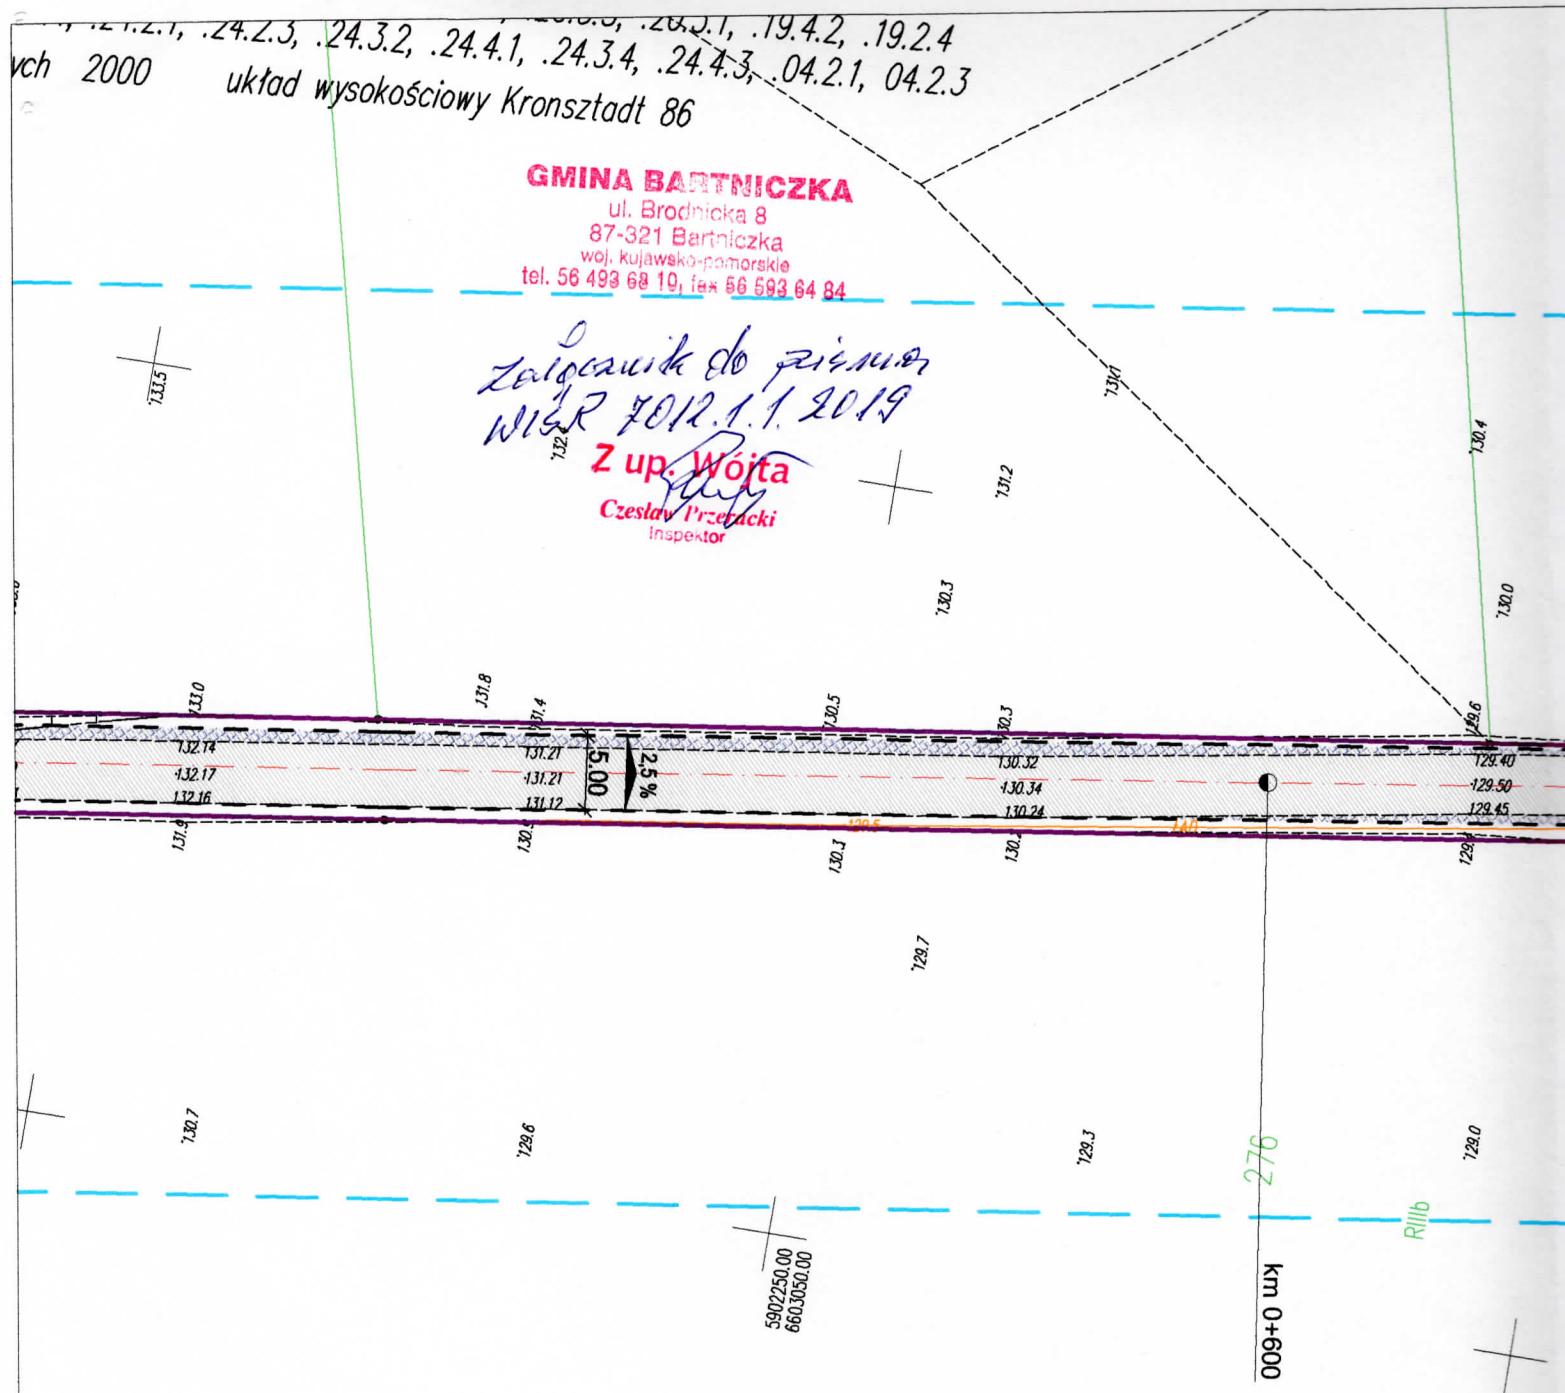 .24.2.3, .24.3.2, .24.4.1, .24.3.4, .24.4.3, .04.2.1, 04.2.3
.19.4.2, .19.2.4
ych 2000 układ wysokościowy Kronsztadt 86
GMINA BARTNICZKA
ul. Brodnicka 8
87-321 Bartniczka
woj. kujawsko-pomorskie
tel. 56 493 68 10, fax 56 593 64 84
Załącznik do pisma
7012.1.1.2019
Z up. Wójta
Czesław Przeracki
Inspektor
133.5
131.1
132.4
130.4
131.2
130.3
130.0
133.0
131.8
131.4
130.5
130.3
129.6
132.14
131.21
130.32
129.40
132.17
131.21
130.34
129.50
132.16
131.12
130.24
129.45
5.00
2,5 %
131.9
129.7
130.7
129.6
129.3
129.0
276
RIIIb
5902250.00
6603050.00
km 0+600